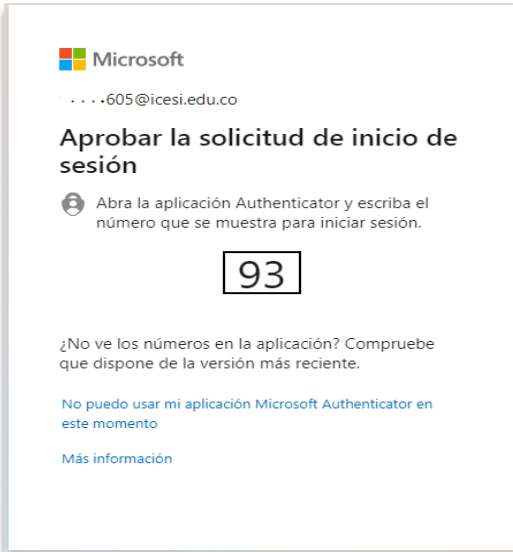 Microsoft
· · · ·605@icesi.edu.co
Aprobar la solicitud de inicio de
sesión
Abra la aplicación Authenticator y escriba el
número que se muestra para iniciar sesión.
93
¿No ve los números en la aplicación? Compruebe
que dispone de la versión más reciente.
No puedo usar mi aplicación Microsoft Authenticator en
este momento
Más información